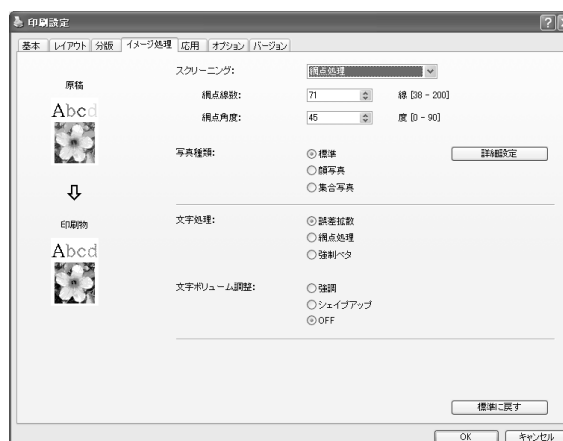 印刷設定
基本 レイアウト 分版 イメージ処理 応用 オプション バージョン
原稿
Abcd
印刷物
Abcd
スクリーニング: 網点処理
網点線数: 71 線 [38 - 200]
網点角度: 45 度 [0 - 90]
写真種類: 標準 詳細設定
顔写真
集合写真
文字処理: 誤差拡散
網点処理
強制ベタ
文字ボリューム調整: 強調
シェイプアップ
OFF
標準に戻す
OK キャンセル